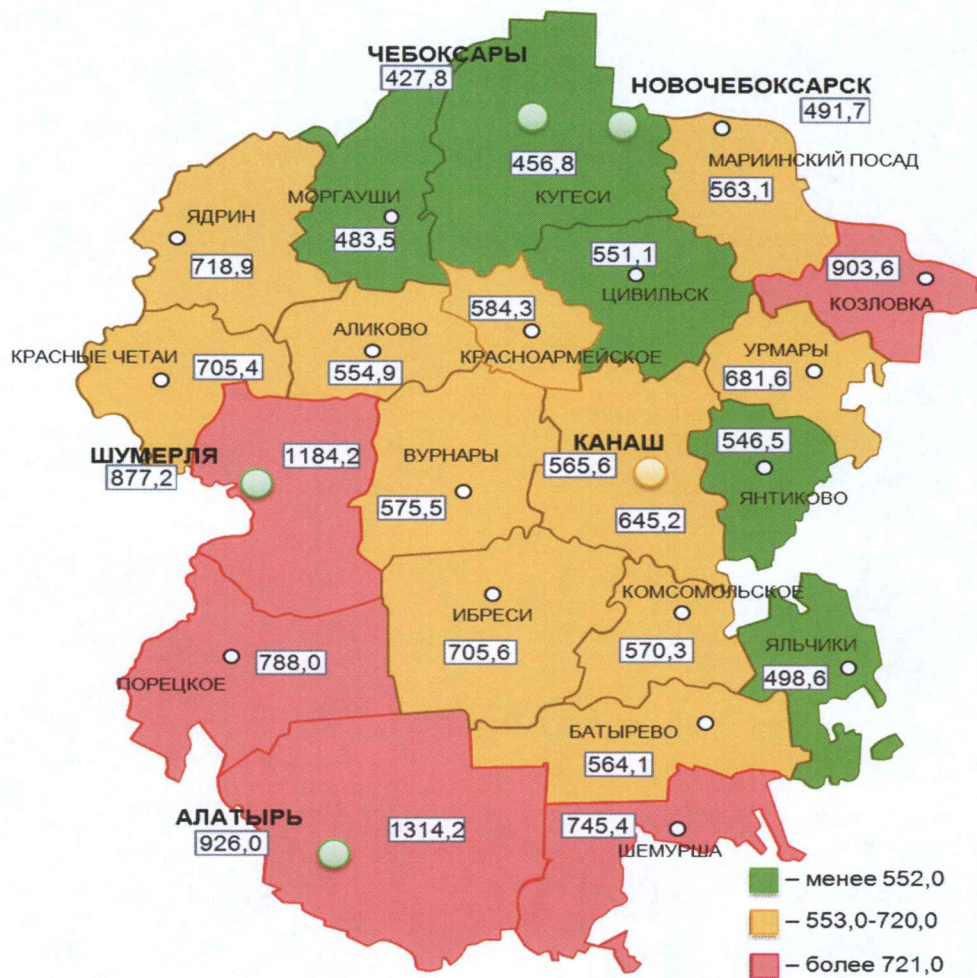 ЧЕБОКСАРЫ
427,8
НОВОЧЕБОКСАРСК
491,7
456,8
КУГЕСИ
МАРИИНСКИЙ ПОСАД
563,1
МОРГАУШИ
483,5
ЯДРИН
718,9
551,1
ЦИВИЛЬСК
903,6
КОЗЛОВКА
584,3
КРАСНОАРМЕЙСКОЕ
АЛИКОВО
554,9
КРАСНЫЕ ЧЕТАИ
705,4
УРМАРЫ
681,6
ШУМЕРЛЯ
877,2
1184,2
ВУРНАРЫ
575,5
КАНАШ
565,6
645,2
546,5
ЯНТИКОВО
ИБРЕСИ
705,6
КОМСОМОЛЬСКОЕ
570,3
ЯЛЬЧИКИ
498,6
788,0
ПОРЕЦКОЕ
БАТЫРЕВО
564,1
АЛАТЫРЬ
926,0
1314,2
745,4
ШЕМУРША
– менее 552,0
– 553,0-720,0
– более 721,0